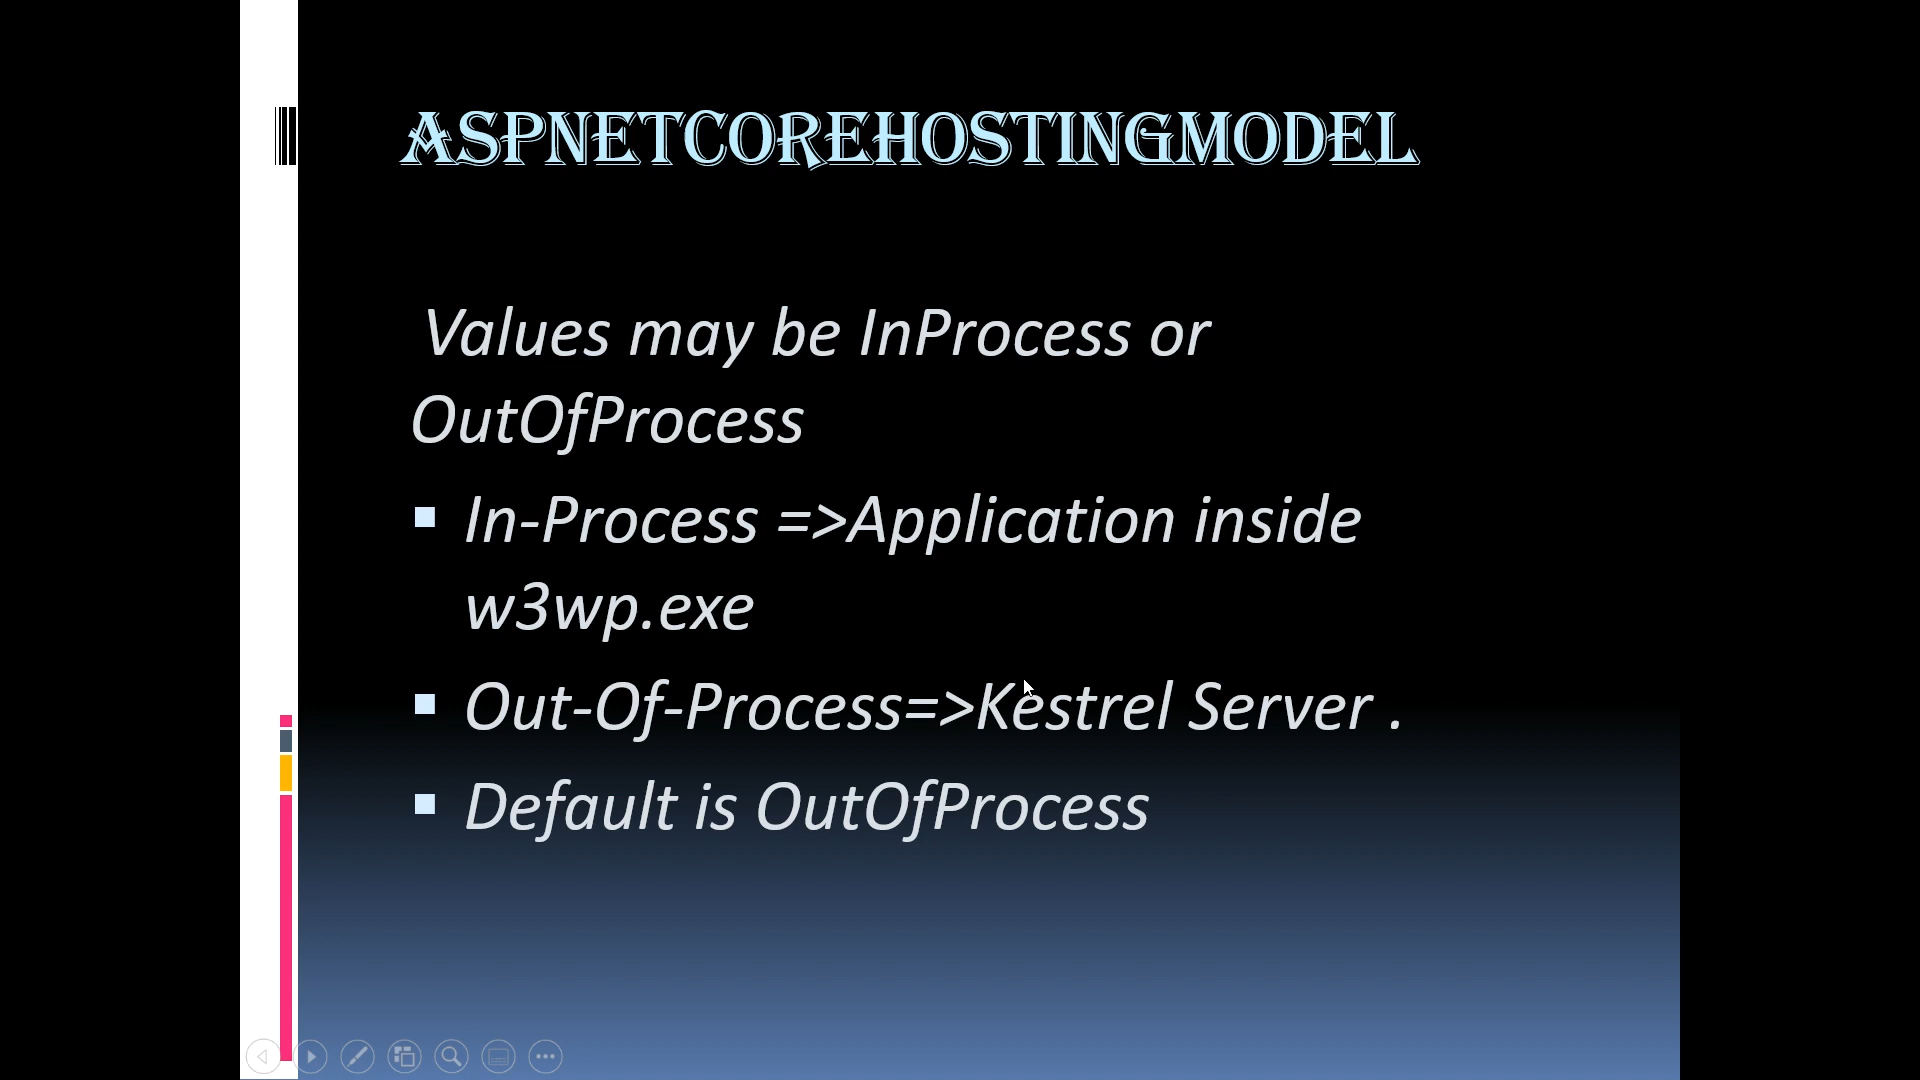 ASPNETCOREHOSTINGMODEL
Values may be InProcess or
OutOfProcess
In-Process =>Application inside
w3wp.exe
Out-Of-Process=>Kestrel Server .
Default is OutOfProcess